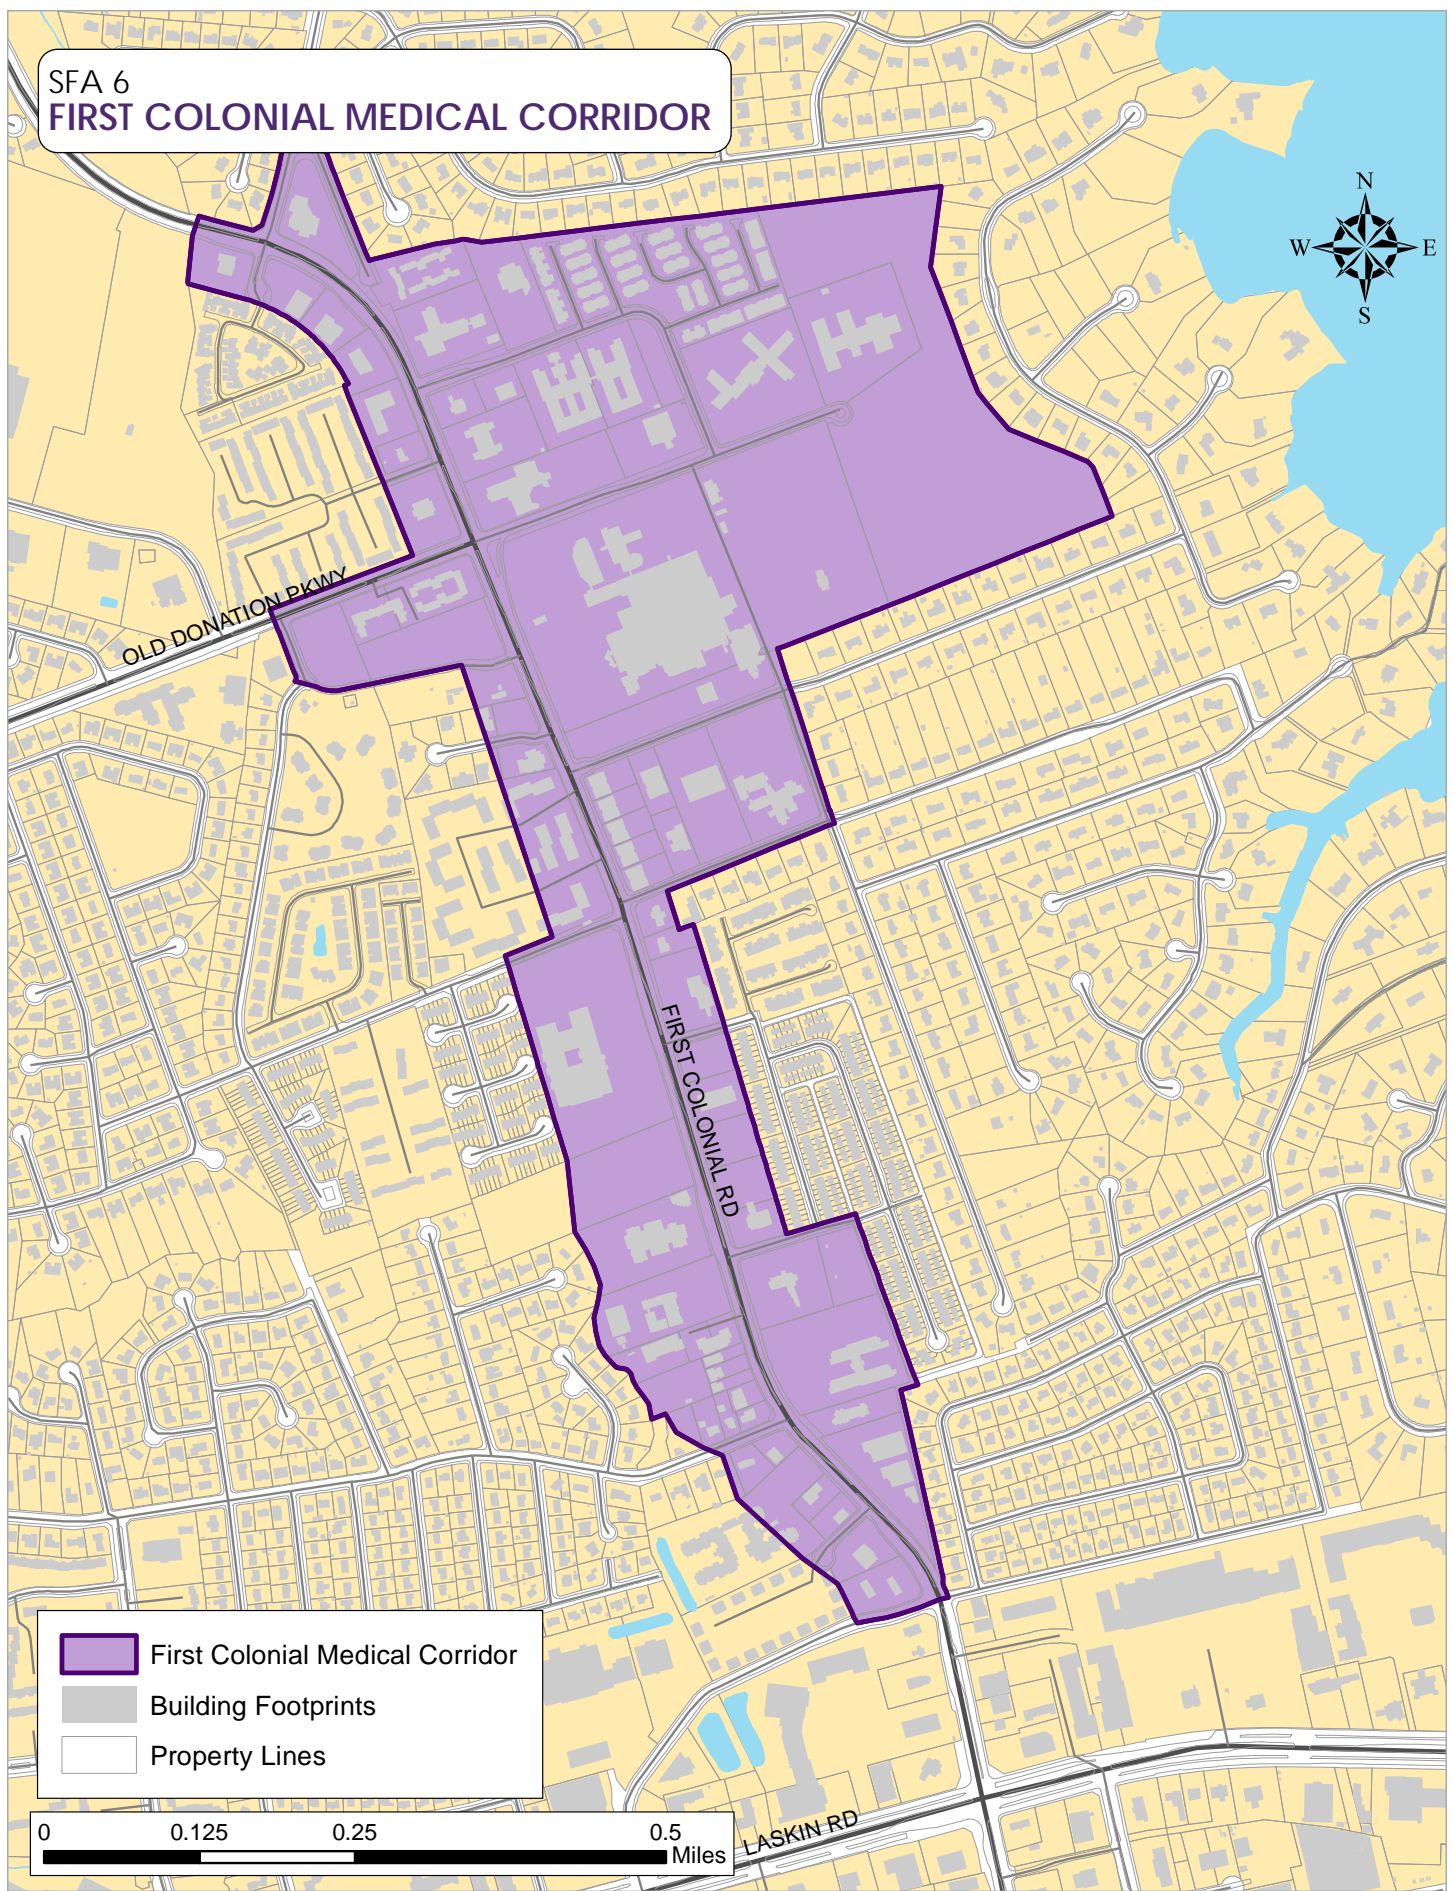 SFA 6
FIRST COLONIAL MEDICAL CORRIDOR
N
W E
S
OLD DONATION PKWY
FIRST COLONIAL RD
First Colonial Medical Corridor
Building Footprints
Property Lines
0 0.125 0.25 0.5
Miles
LASKIN RD